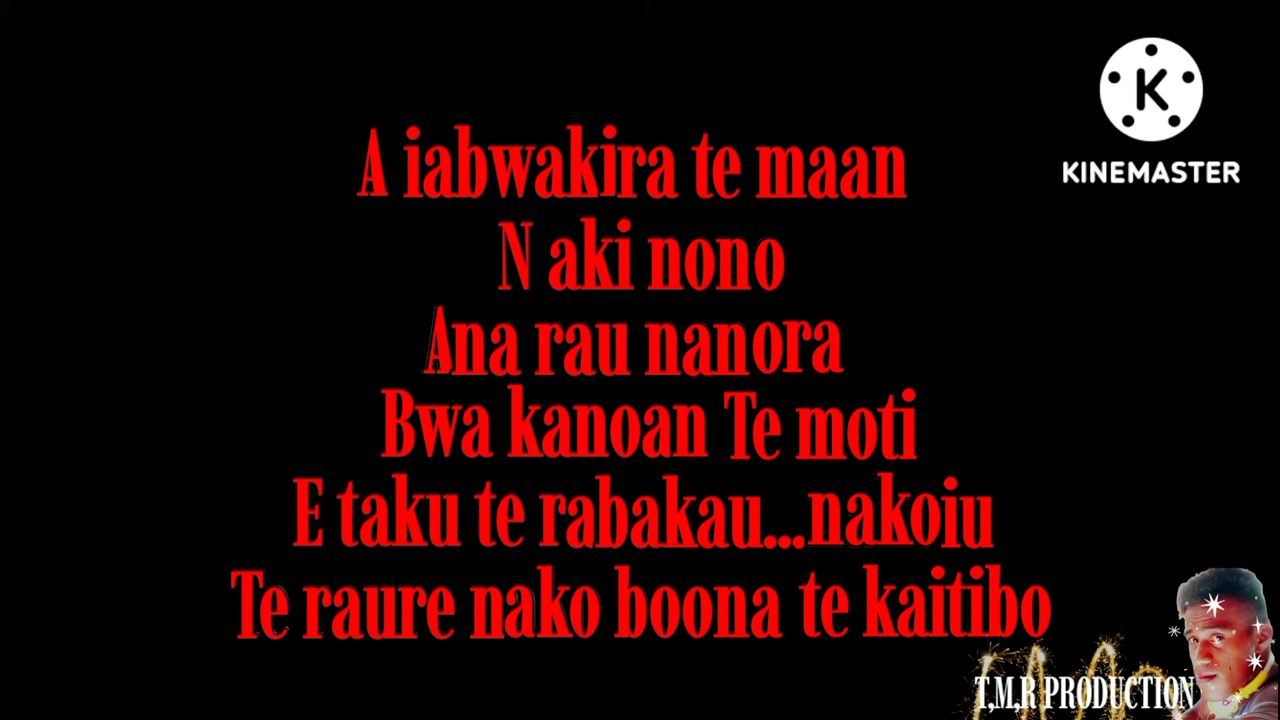 K
KINEMASTER
A iabwakira te maan
N aki nono
Ana rau nanora
Bwa kanoan Te moti
E taku te rabakau...nakoiu
Te raure nako boona te kaitibo
T,M,R PRODUCTION